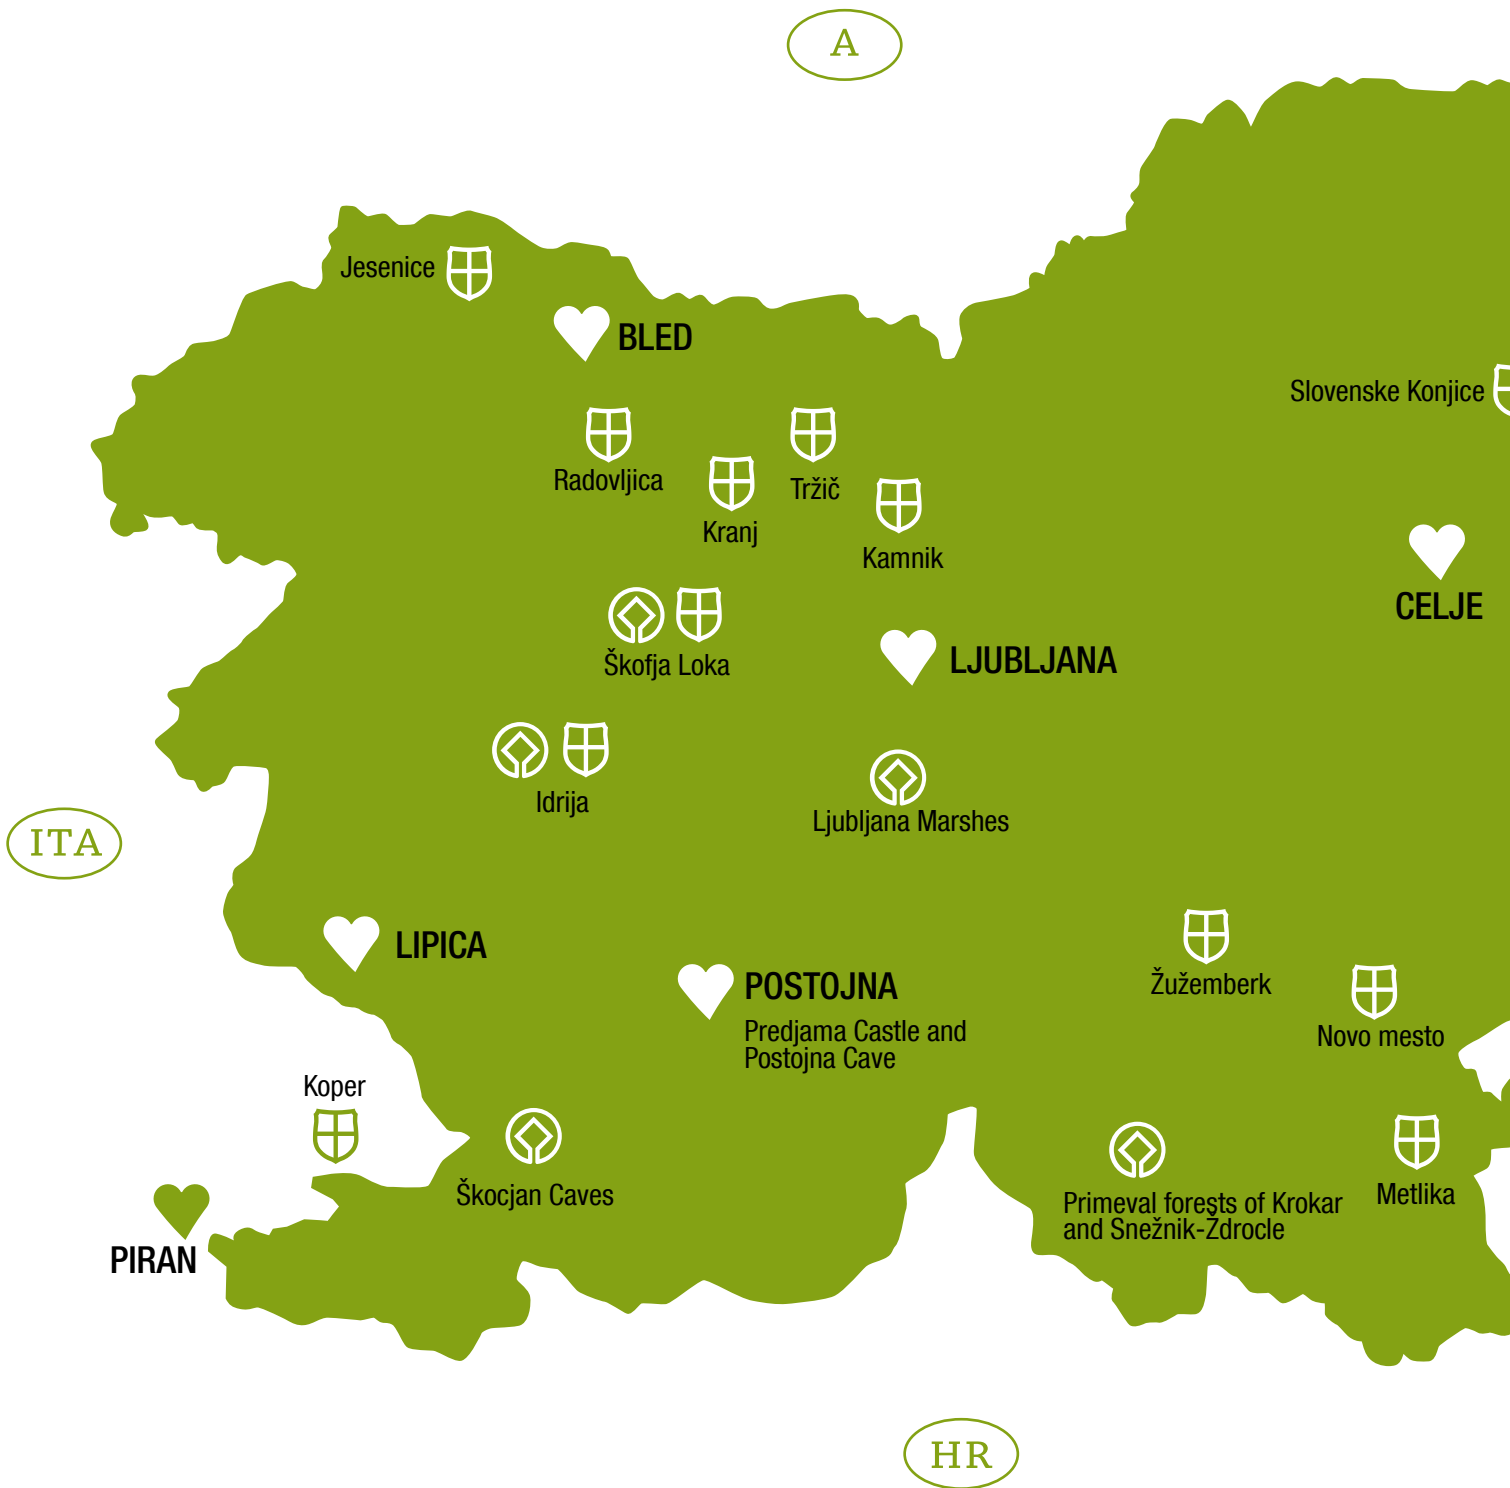 A
Jesenice
BLED
Slovenske Konjice
Radovljica
Tržič
Kranj
Kamnik
CELJE
Škofja Loka
LJUBLJANA
Idrija
Ljubljana Marshes
ITA
LIPICA
POSTOJNA
Predjama Castle and
Postojna Cave
Žužemberk
Novo mesto
Koper
Škocjan Caves
Primeval forests of Krokar
and Snežnik-Ždrocle
Metlika
PIRAN
HR